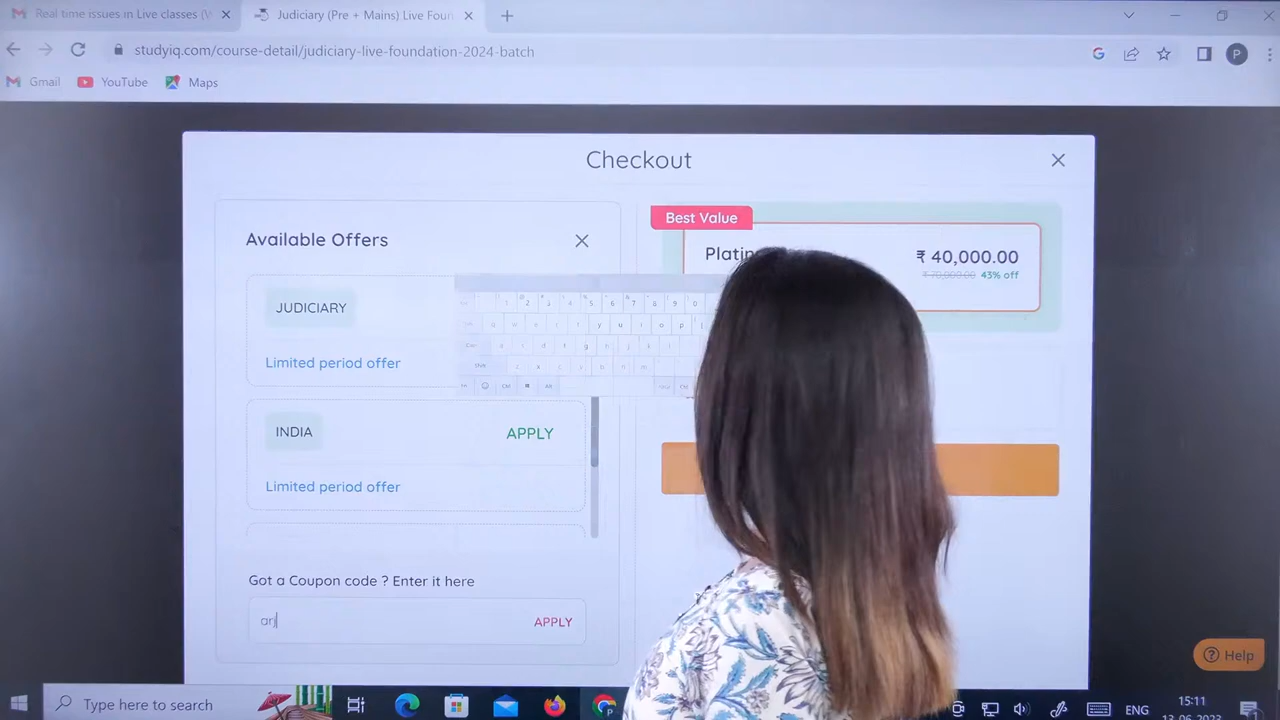 Real time issues in Live classes (V
Judiciary (Pre + Mains) Live Foun
studyiq.com/course-detail/judiciary-live-foundation-2024-batch
P
Gmail
YouTube
Maps
Checkout
Best Value
Available Offers
₹ 40,000.00
₹ 70,000.00 43% off
JUDICIARY
Limited period offer
INDIA
APPLY
Limited period offer
Got a Coupon code ? Enter it here
APPLY
Help
Type here to search
ENG
15:11